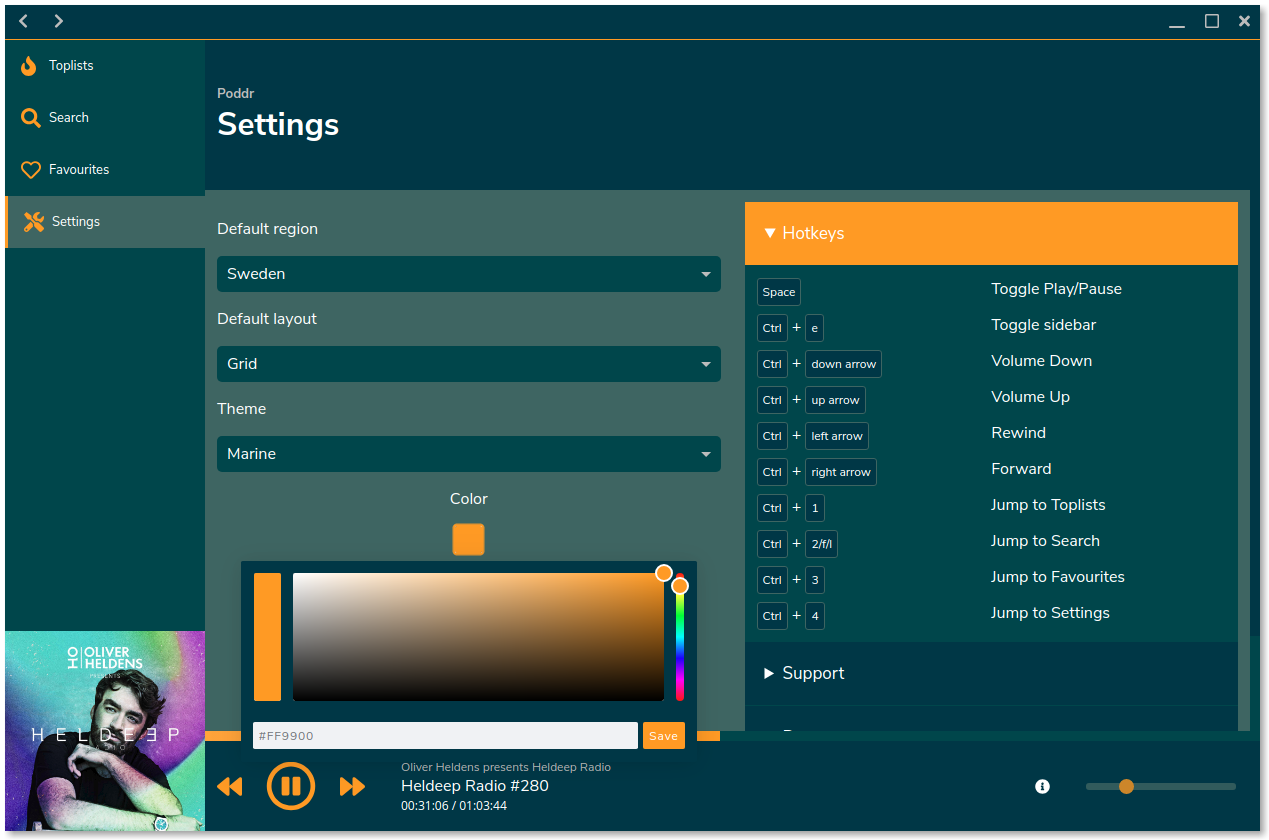 Toplists
Search
Favourites
Settings
Poddr
Settings
Default region
Sweden
Default layout
Grid
Theme
Marine
Color
#FF9900
Save
Hotkeys
Space Toggle Play/Pause
Ctrl + e Toggle sidebar
Ctrl + down arrow Volume Down
Ctrl + up arrow Volume Up
Ctrl + left arrow Rewind
Ctrl + right arrow Forward
Ctrl + 1 Jump to Toplists
Ctrl + 2/f/l Jump to Search
Ctrl + 3 Jump to Favourites
Ctrl + 4 Jump to Settings
Support
HO OLIVER
HELDENS
PRESENTS
HELDEEP
RADIO
Oliver Heldens presents Heldeep Radio
Heldeep Radio #280
00:31:06 / 01:03:44